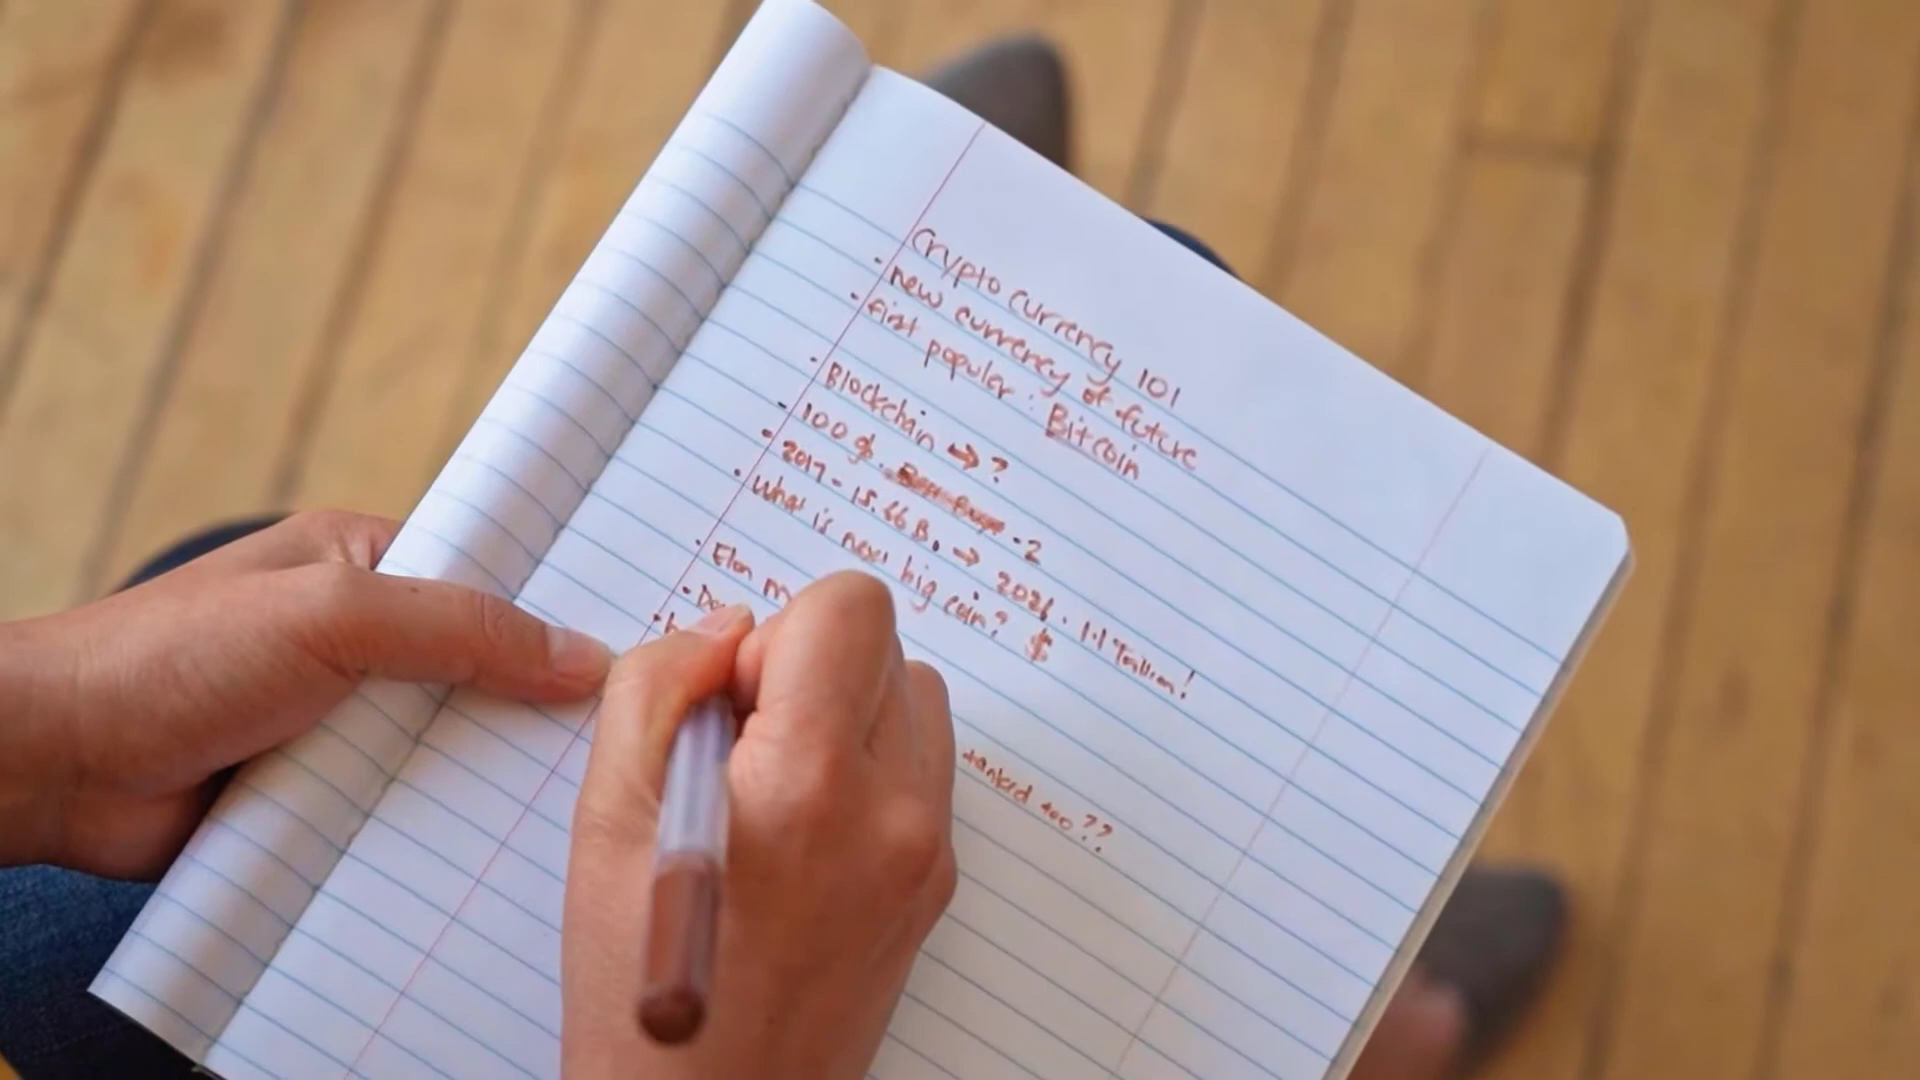 Crypto currency 101
· new currency of future
· first popular : Bitcoin
· Blockchain → ?
· 100 · 2
· 2017 - 15.66 B. → 2021 · 1.1 Trillion!
· What is next big coin? $
· Elon
tanked too ??